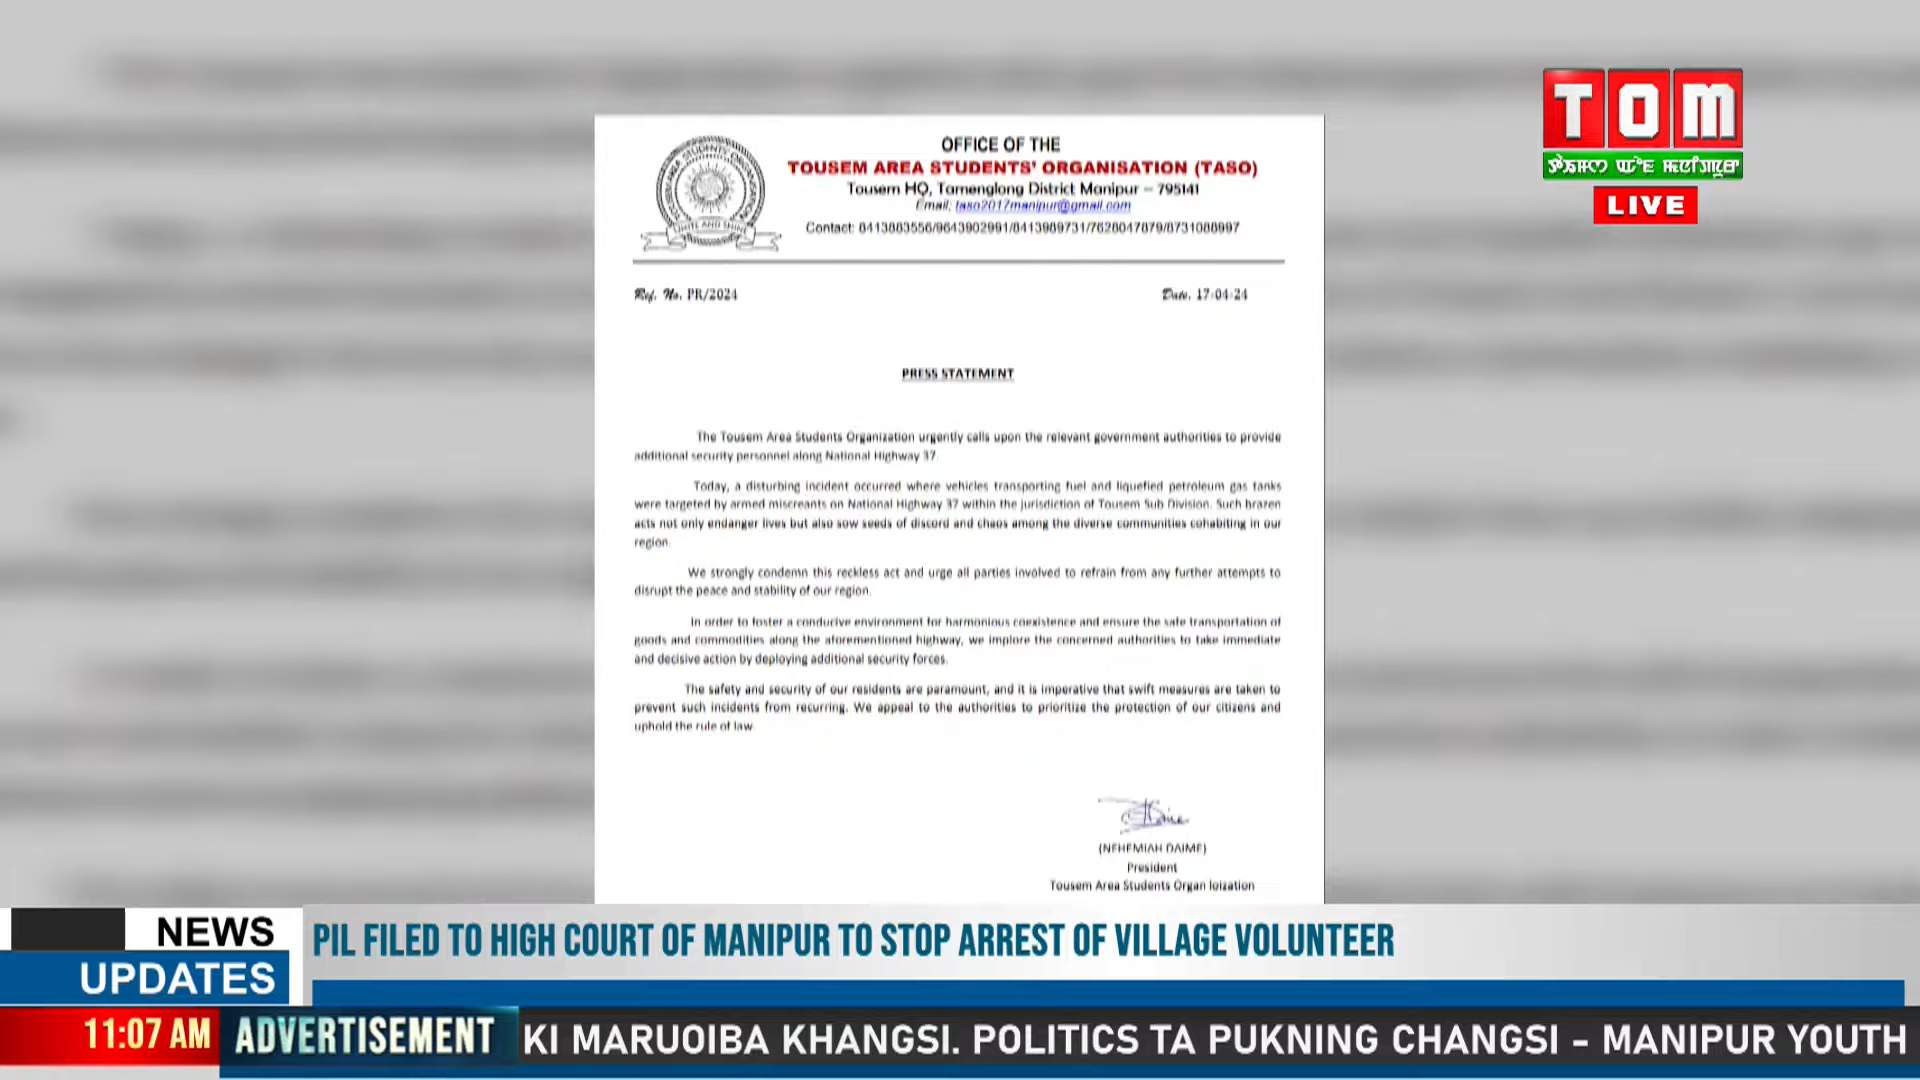 OFFICE OF THE
TOUSEM AREA STUDENTS' ORGANISATION (TASO)
Tousem HQ, Tamenglong District Manipur – 795141
Email; taso2017manipur@gmail.com
Contact: 8413883556/9643902991/8413989731/7628047879/8731088997
TOUSEM AREA STUDENTS ORGANIZATION
UNITE AND SHINE
Ref. No. PR/2024
Date. 17-04-24
PRESS STATEMENT
The Tousem Area Students Organization urgently calls upon the relevant government authorities to provide
additional security personnel along National Highway 37.
Today, a disturbing incident occurred where vehicles transporting fuel and liquefied petroleum gas tanks
were targeted by armed miscreants on National Highway 37 within the jurisdiction of Tousem Sub Division. Such brazen
acts not only endanger lives but also sow seeds of discord and chaos among the diverse communities cohabiting in our
region.
We strongly condemn this reckless act and urge all parties involved to refrain from any further attempts to
disrupt the peace and stability of our region.
In order to foster a conducive environment for harmonious coexistence and ensure the safe transportation of
goods and commodities along the aforementioned highway, we implore the concerned authorities to take immediate
and decisive action by deploying additional security forces.
The safety and security of our residents are paramount, and it is imperative that swift measures are taken to
prevent such incidents from recurring. We appeal to the authorities to prioritize the protection of our citizens and
uphold the rule of law.
(NEHEMIAH DAIME)
President
Tousem Area Students Organ loization
TOM
LIVE
NEWS
UPDATES
PIL FILED TO HIGH COURT OF MANIPUR TO STOP ARREST OF VILLAGE VOLUNTEER
11:07 AM
ADVERTISEMENT
KI MARUOIBA KHANGSI. POLITICS TA PUKNING CHANGSI – MANIPUR YOUTH